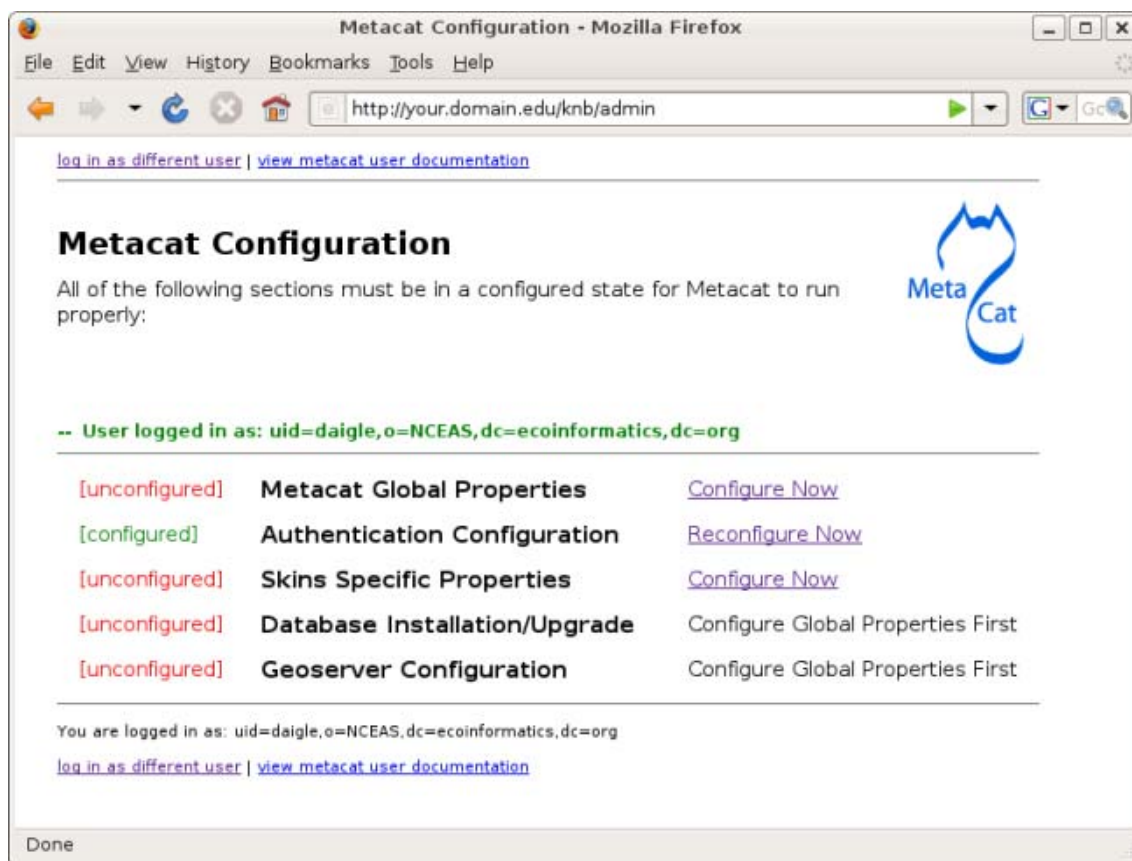 Metacat Configuration - Mozilla Firefox
File Edit View History Bookmarks Tools Help
http://your.domain.edu/knb/admin G
log in as different user | view metacat user documentation
Metacat Configuration
All of the following sections must be in a configured state for Metacat to run
properly:
Meta
Cat
-- User logged in as: uid=daigle,o=NCEAS,dc=ecoinformatics,dc=org
[unconfigured] Metacat Global Properties Configure Now
[configured] Authentication Configuration Reconfigure Now
[unconfigured] Skins Specific Properties Configure Now
[unconfigured] Database Installation/Upgrade Configure Global Properties First
[unconfigured] Geoserver Configuration Configure Global Properties First
You are logged in as: uid=daigle,o=NCEAS,dc=ecoinformatics,dc=org
log in as different user | view metacat user documentation
Done